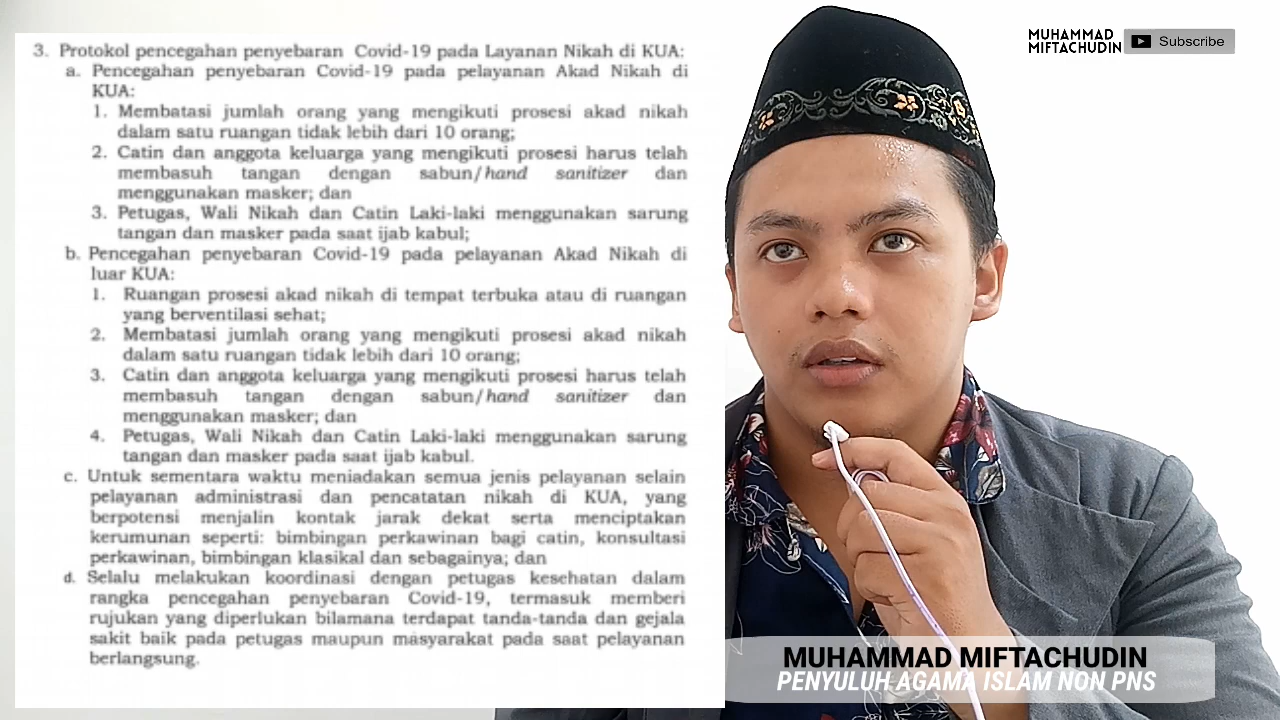 3. Protokol pencegahan penyebaran Covid-19 pada Layanan Nikah di KUA:
a. Pencegahan penyebaran Covid-19 pada pelayanan Akad Nikah di
KUA:
1. Membatasi jumlah orang yang mengikuti prosesi akad nikah
dalam satu ruangan tidak lebih dari 10 orang;
2. Catin dan anggota keluarga yang mengikuti prosesi harus telah
membasuh tangan dengan sabun/hand sanitizer dan
menggunakan masker; dan
3. Petugas, Wali Nikah dan Catin Laki-laki menggunakan sarung
tangan dan masker pada saat ijab kabul;
b. Pencegahan penyebaran Covid-19 pada pelayanan Akad Nikah di
luar KUA:
1. Ruangan prosesi akad nikah di tempat terbuka atau di ruangan
yang berventilasi sehat;
2. Membatasi jumlah orang yang mengikuti prosesi akad nikah
dalam satu ruangan tidak lebih dari 10 orang;
3. Catin dan anggota keluarga yang mengikuti prosesi harus telah
membasuh tangan dengan sabun/hand sanitizer dan
menggunakan masker; dan
4. Petugas, Wali Nikah dan Catin Laki-laki menggunakan sarung
tangan dan masker pada saat ijab kabul.
c. Untuk sementara waktu meniadakan semua jenis pelayanan selain
pelayanan administrasi dan pencatatan nikah di KUA, yang
berpotensi menjalin kontak jarak dekat serta menciptakan
kerumunan seperti: bimbingan perkawinan bagi catin, konsultasi
perkawinan, bimbingan klasikal dan sebagainya; dan
d. Selalu melakukan koordinasi dengan petugas kesehatan dalam
rangka pencegahan penyebaran Covid-19, termasuk memberi
rujukan yang diperlukan bilamana terdapat tanda-tanda dan gejala
sakit baik pada petugas maupun masyarakat pada saat pelayanan
berlangsung.
MUHAMMAD
MIFTACHUDIN
Subscribe
MUHAMMAD MIFTACHUDIN
PENYULUH AGAMA ISLAM NON PNS